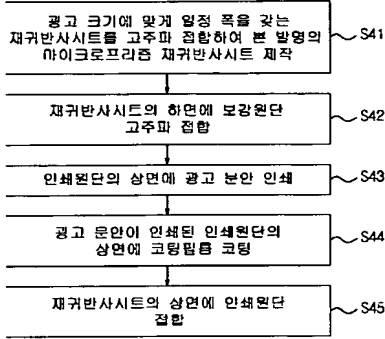 광고 크기에 맞게 일정 폭을 갖는
재귀반사시트를 고주파 접합하여 본 발명의
마이크로프리즘 재귀반사시트 제작
S41
재귀반사시트의 하면에 보강원단
고주파 접합
S42
인쇄원단의 상면에 광고 문안 인쇄
S43
광고 문안이 인쇄된 인쇄원단의
상면에 코팅필름 코팅
S44
재귀반사시트의 상면에 인쇄원단
접합
S45